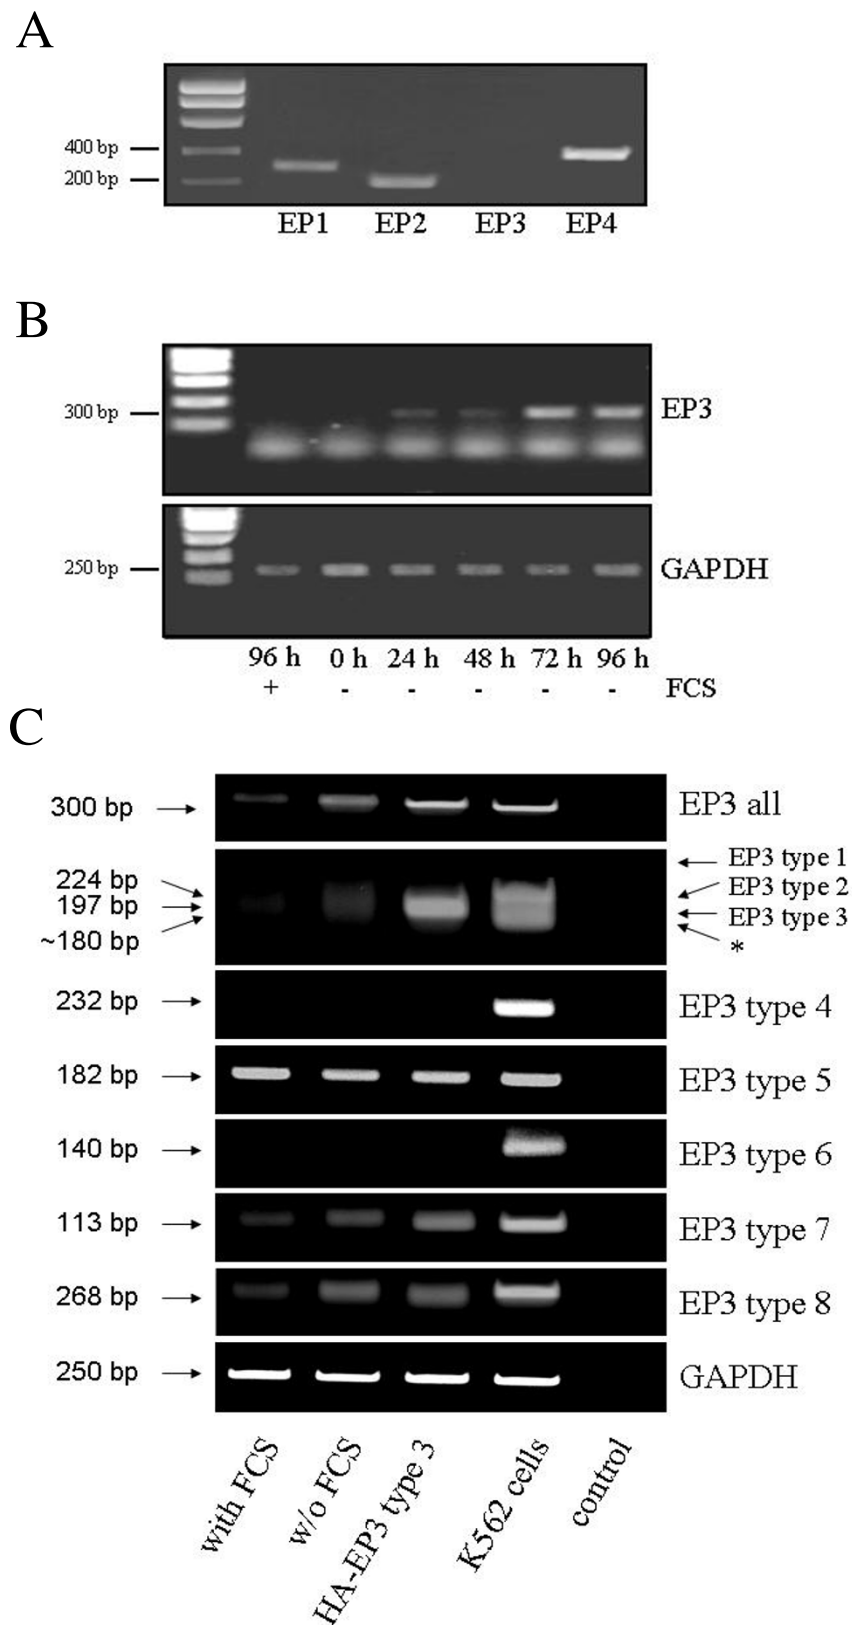 A
400 bp
200 bp
EP1 EP2 EP3 EP4
B
300 bp
EP3
250 bp
GAPDH
96 h 0 h 24 h 48 h 72 h 96 h
+ - - - - - FCS
C
300 bp
EP3 all
224 bp
197 bp
~180 bp
EP3 type 1
EP3 type 2
EP3 type 3
*
232 bp
EP3 type 4
182 bp
EP3 type 5
140 bp
EP3 type 6
113 bp
EP3 type 7
268 bp
EP3 type 8
250 bp
GAPDH
with FCS
w/o FCS
HA-EP3 type 3
K562 cells
control